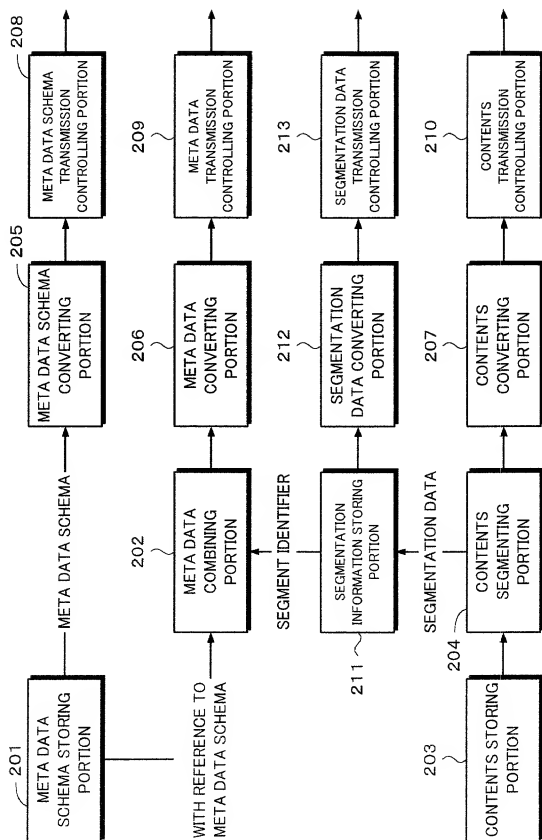 201
META DATA
SCHEMA STORING
PORTION
META DATA SCHEMA
205
META DATA SCHEMA
CONVERTING
PORTION
208
META DATA SCHEMA
TRANSMISSION
CONTROLLING PORTION
WITH REFERENCE TO
META DATA SCHEMA
202
META DATA
COMBINING
PORTION
206
META DATA
CONVERTING
PORTION
209
META DATA
TRANSMISSION
CONTROLLING PORTION
SEGMENT IDENTIFIER
211
SEGMENTATION
INFORMATION STORING
PORTION
212
SEGMENTATION
DATA CONVERTING
PORTION
213
SEGMENTATION DATA
TRANSMISSION
CONTROLLING PORTION
SEGMENTATION DATA
203
CONTENTS STORING
PORTION
204
CONTENTS
SEGMENTING
PORTION
207
CONTENTS
CONVERTING
PORTION
210
CONTENTS
TRANSMISSION
CONTROLLING PORTION